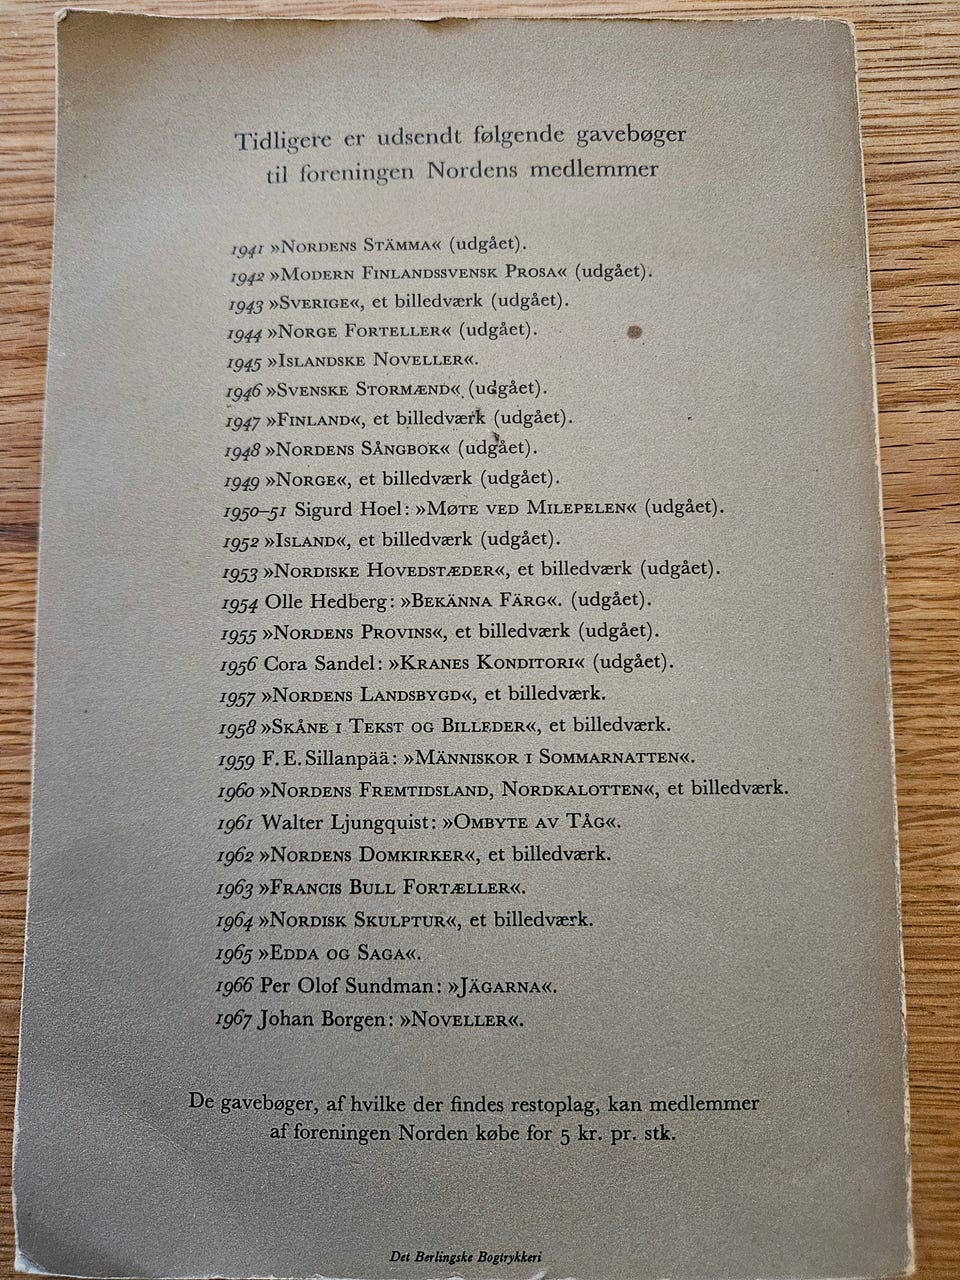 Tidligere er udsendt følgende gavebøger
til foreningen Nordens medlemmer
1941 »Nordens Stämma« (udgået).
1942 »Modern Finlandssvensk Prosa« (udgået).
1943 »Sverige«, et billedværk (udgået).
1944 »Norge Forteller« (udgået).
1945 »Islandske Noveller«.
1946 »Svenske Stormænd« (udgået).
1947 »Finland«, et billedværk (udgået).
1948 »Nordens Sångbok« (udgået).
1949 »Norge«, et billedværk (udgået).
1950–51 Sigurd Hoel: »Møte ved Milepelen« (udgået).
1952 »Island«, et billedværk (udgået).
1953 »Nordiske Hovedstæder«, et billedværk (udgået).
1954 Olle Hedberg: »Bekänna Färg«. (udgået).
1955 »Nordens Provins«, et billedværk (udgået).
1956 Cora Sandel: »Kranes Konditori« (udgået).
1957 »Nordens Landsbygd«, et billedværk.
1958 »Skåne i Tekst og Billeder«, et billedværk.
1959 F. E. Sillanpää: »Människor i Sommarnatten«.
1960 »Nordens Fremtidsland, Nordkalotten«, et billedværk.
1961 Walter Ljungquist: »Ombyte av Tåg«.
1962 »Nordens Domkirker«, et billedværk.
1963 »Francis Bull Fortæller«.
1964 »Nordisk Skulptur«, et billedværk.
1965 »Edda og Saga«.
1966 Per Olof Sundman: »Jägarna«.
1967 Johan Borgen: »Noveller«.
De gavebøger, af hvilke der findes restoplag, kan medlemmer
af foreningen Norden købe for 5 kr. pr. stk.
Det Berlingske Bogtrykkeri